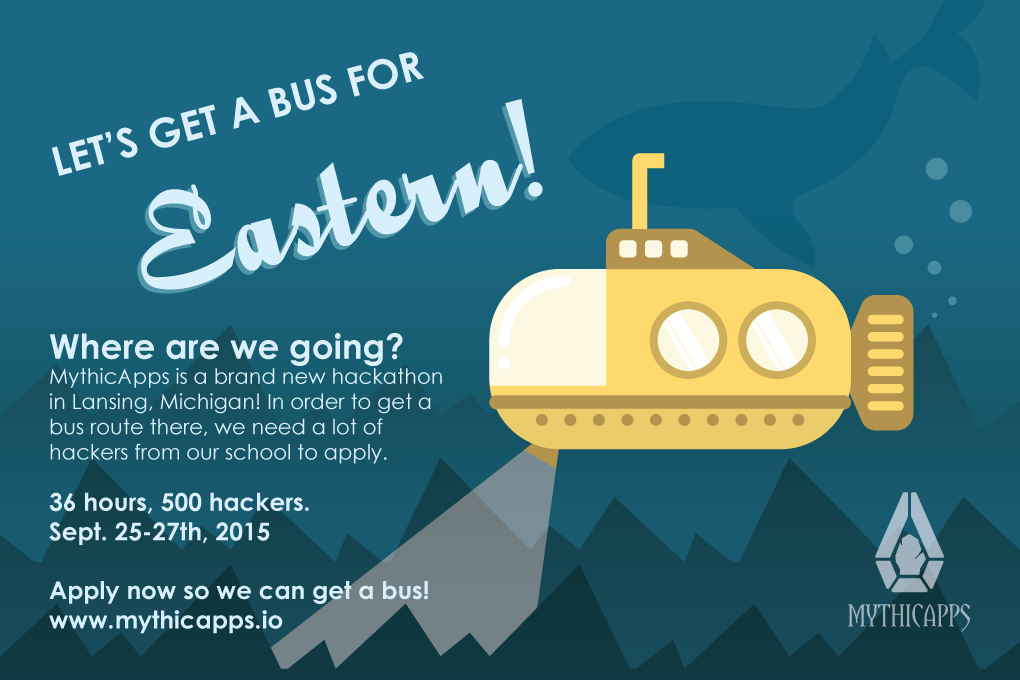 LET'S GET A BUS FOR
Eastern!
Where are we going?
MythicApps is a brand new hackathon
in Lansing, Michigan! In order to get a
bus route there, we need a lot of
hackers from our school to apply.
36 hours, 500 hackers.
Sept. 25-27th, 2015
Apply now so we can get a bus!
www.mythicapps.io
MYTHICAPPS